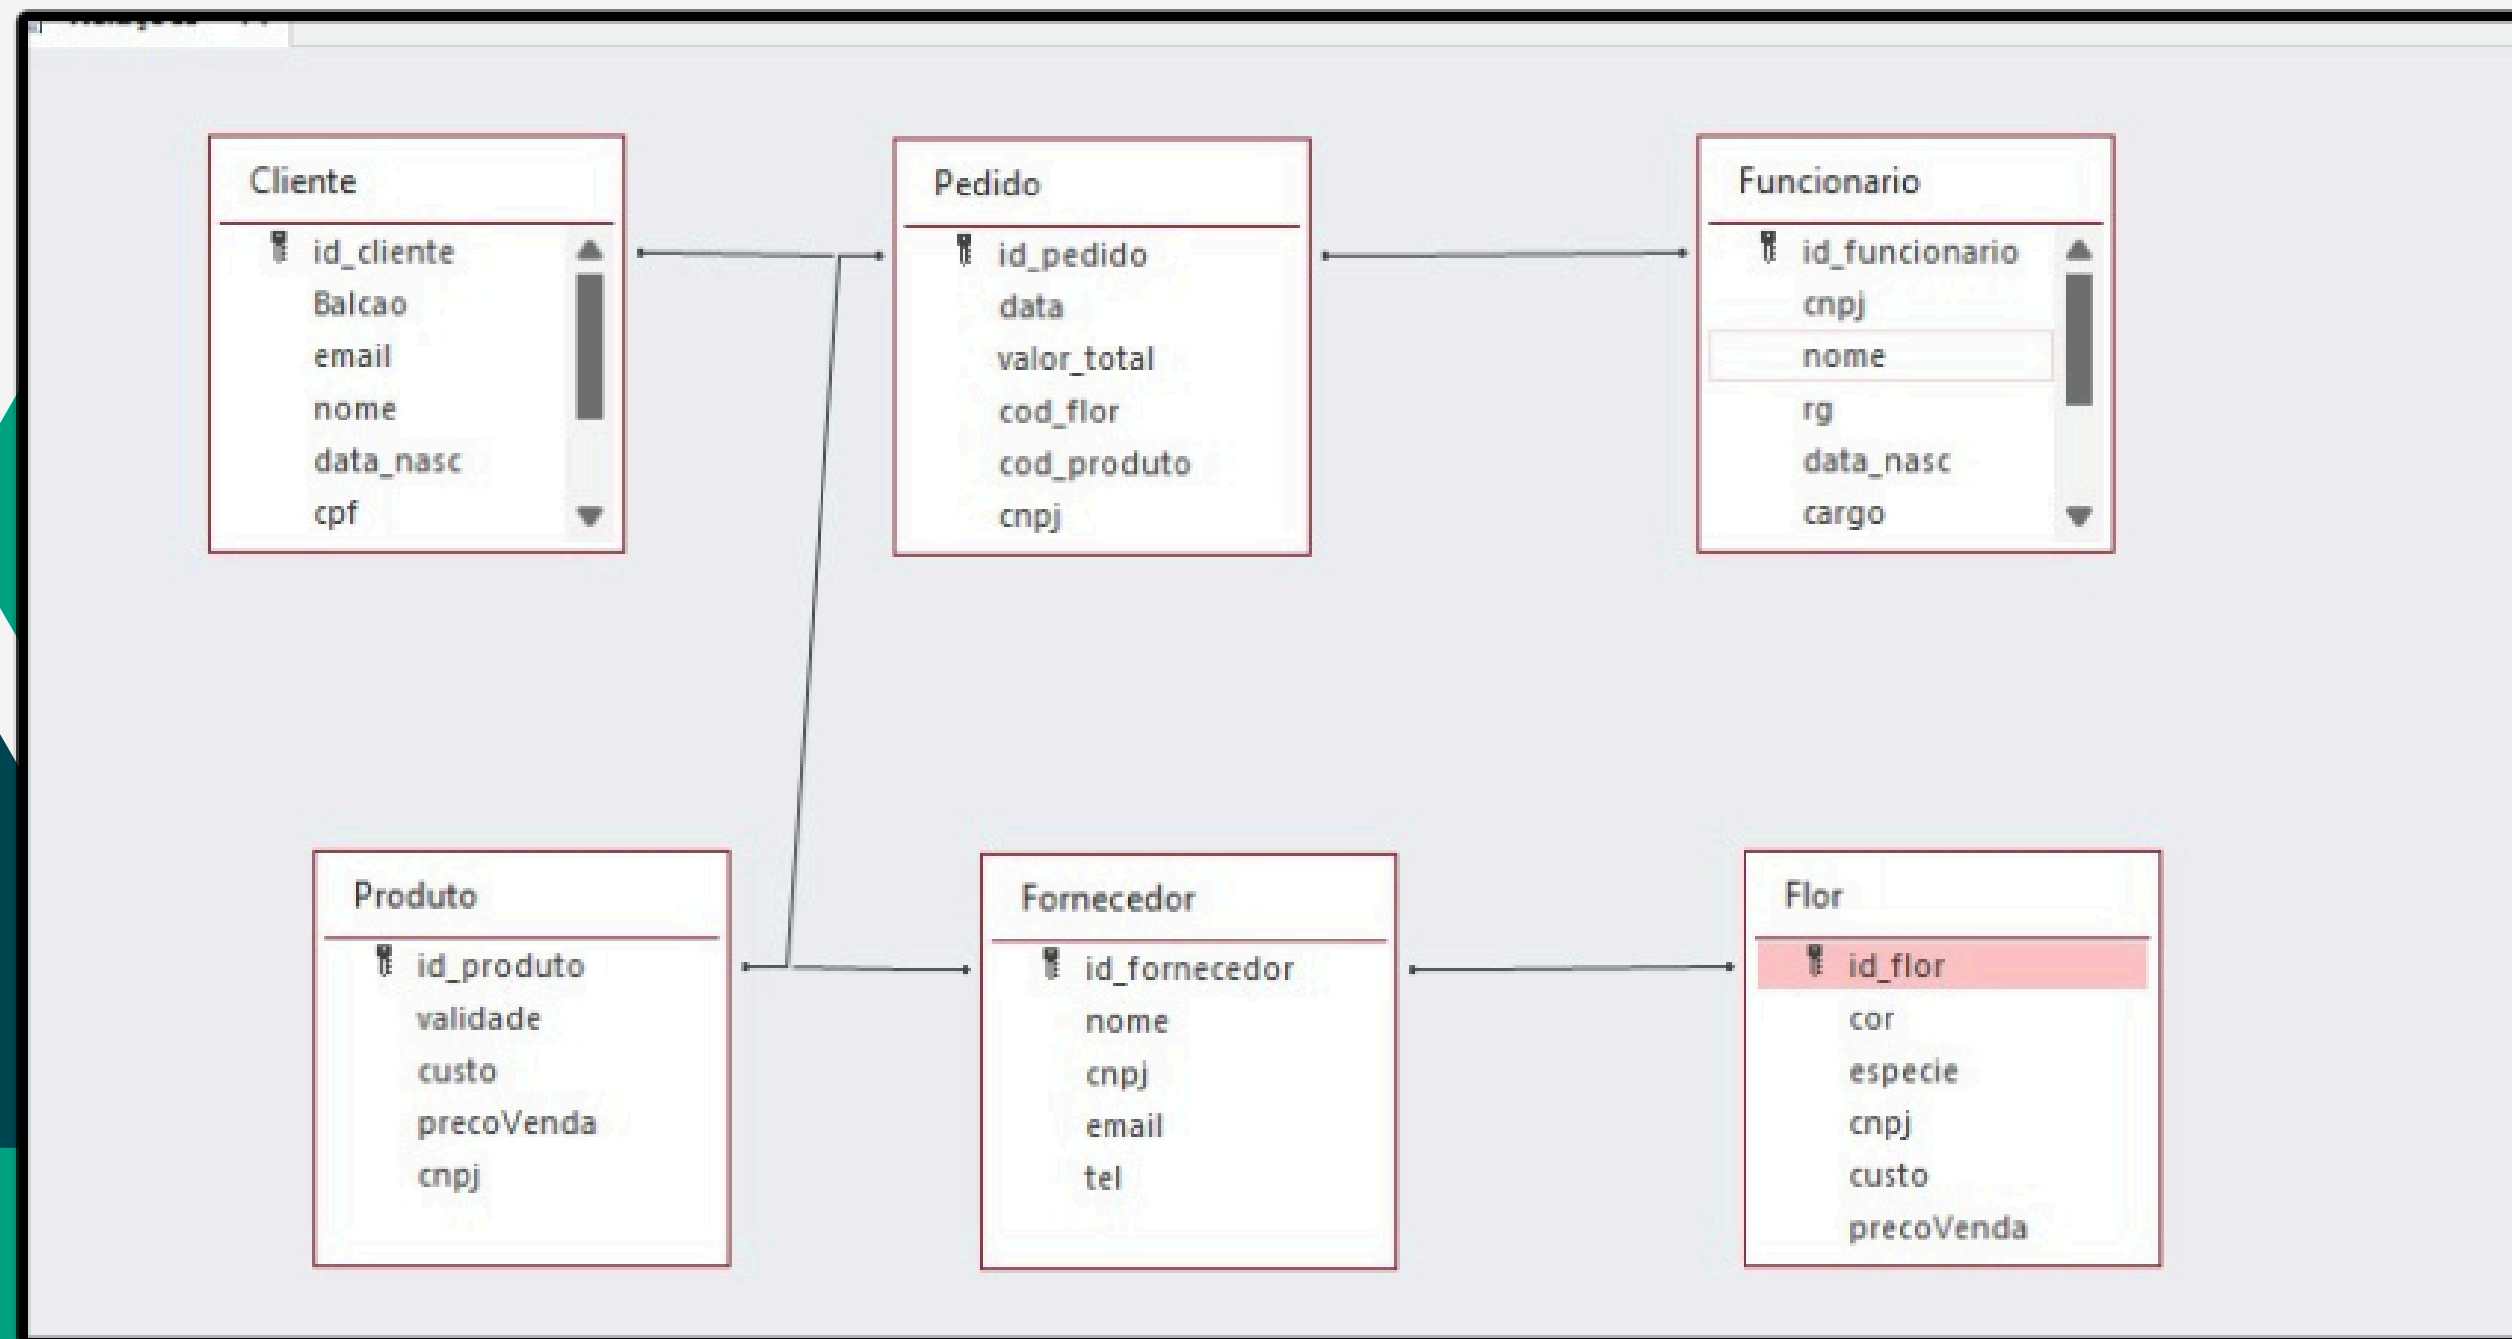 Cliente
id_cliente
Balcao
email
nome
data_nasc
cpf
Pedido
id_pedido
data
valor_total
cod_flor
cod_produto
cnpj
Funcionario
id_funcionario
cnpj
nome
rg
data_nasc
cargo
Produto
id_produto
validade
custo
precoVenda
cnpj
Fornecedor
id_fornecedor
nome
cnpj
email
tel
Flor
id_flor
cor
especie
cnpj
custo
precoVenda